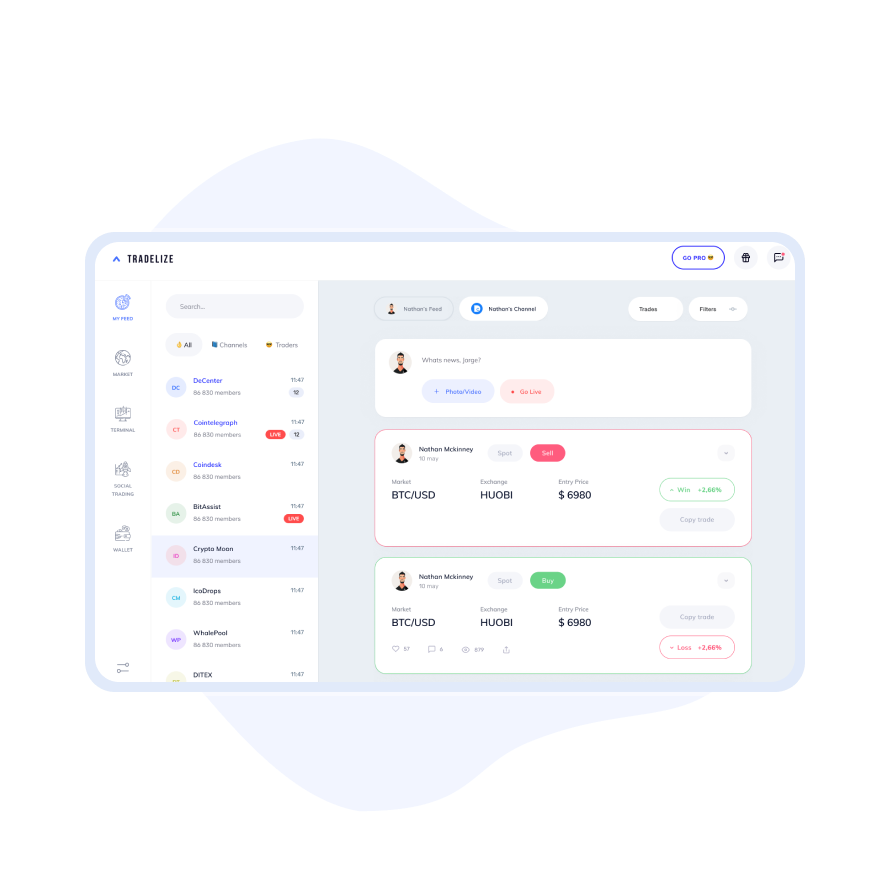 TRADELIZE
GO PRO
MY FEED
MARKET
TERMINAL
SOCIAL
TRADING
WALLET
Search...
All
Channels
Traders
DC
DeCenter
11:47
86 830 members
12
CT
Cointelegraph
11:47
86 830 members
LIVE
12
CD
Coindesk
11:47
86 830 members
BA
BitAssist
11:47
86 830 members
LIVE
ID
Crypto Moon
11:47
86 830 members
CM
IcoDrops
11:47
86 830 members
WP
WhalePool
11:47
86 830 members
DITEX
11:47
Nathan's Feed
Nathan's Channel
Trades
Filters
Whats news, jarge?
+ Photo/Video
Go Live
Nathan Mckinney
10 may
Spot
Sell
Market
Exchange
Entry Price
BTC/USD
HUOBI
$ 6980
Win +2,66%
Copy trade
Nathan Mckinney
10 may
Spot
Buy
Market
Exchange
Entry Price
BTC/USD
HUOBI
$ 6980
Copy trade
Loss +2,66%
57
6
879